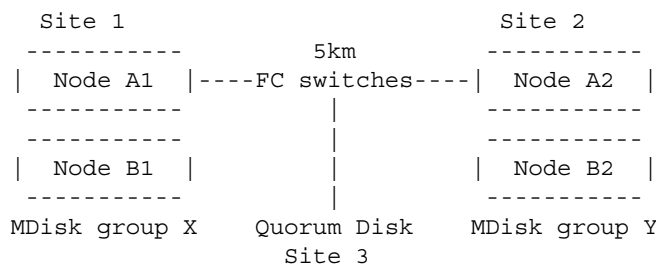 Site 1                                Site 2
-----------          5km          -----------
|  Node A1  |----FC switches----|  Node A2  |
-----------           |           -----------
-----------           |           -----------
|  Node B1  |         |         |  Node B2  |
-----------           |           -----------
MDisk group X    Quorum Disk    MDisk group Y
Site 3